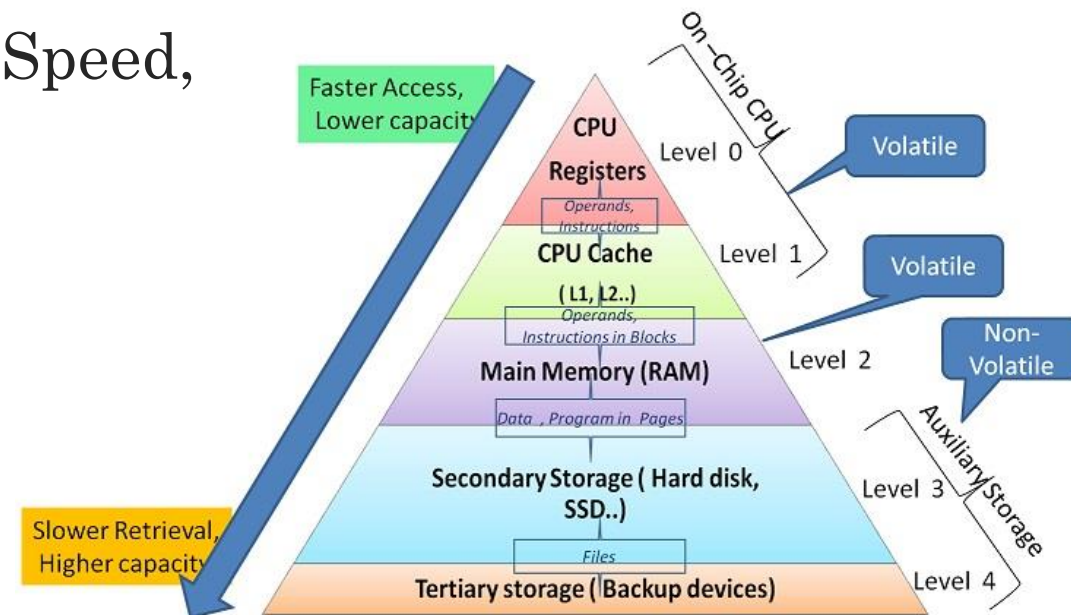 Speed,
Faster Access,
Lower capacity
On –Chip CPU
CPU
Registers
Level 0
Volatile
Operands,
Instructions
CPU Cache
( L1, L2..)
Level 1
Volatile
Operands,
Instructions in Blocks
Main Memory (RAM)
Level 2
Non-
Volatile
Data , Program in Pages
Auxiliary Storage
Secondary Storage ( Hard disk,
SSD..)
Level 3
Slower Retrieval,
Higher capacity
Files
Tertiary storage ( Backup devices)
Level 4